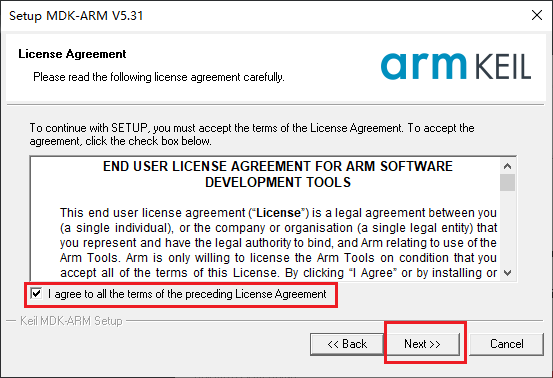 Setup MDK-ARM V5.31
License Agreement
Please read the following license agreement carefully.
arm KEIL
To continue with SETUP, you must accept the terms of the License Agreement. To accept the
agreement, click the check box below.
END USER LICENSE AGREEMENT FOR ARM SOFTWARE
DEVELOPMENT TOOLS
This end user license agreement (“License”) is a legal agreement between you
(a single individual), or the company or organisation (a single legal entity) that
you represent and have the legal authority to bind, and Arm relating to use of the
Arm Tools. Arm is only willing to license the Arm Tools on condition that you
accept all of the terms of this License. By clicking “I Agree” or by installing or
I agree to all the terms of the preceding License Agreement
Keil MDK-ARM Setup
<< Back
Next >>
Cancel